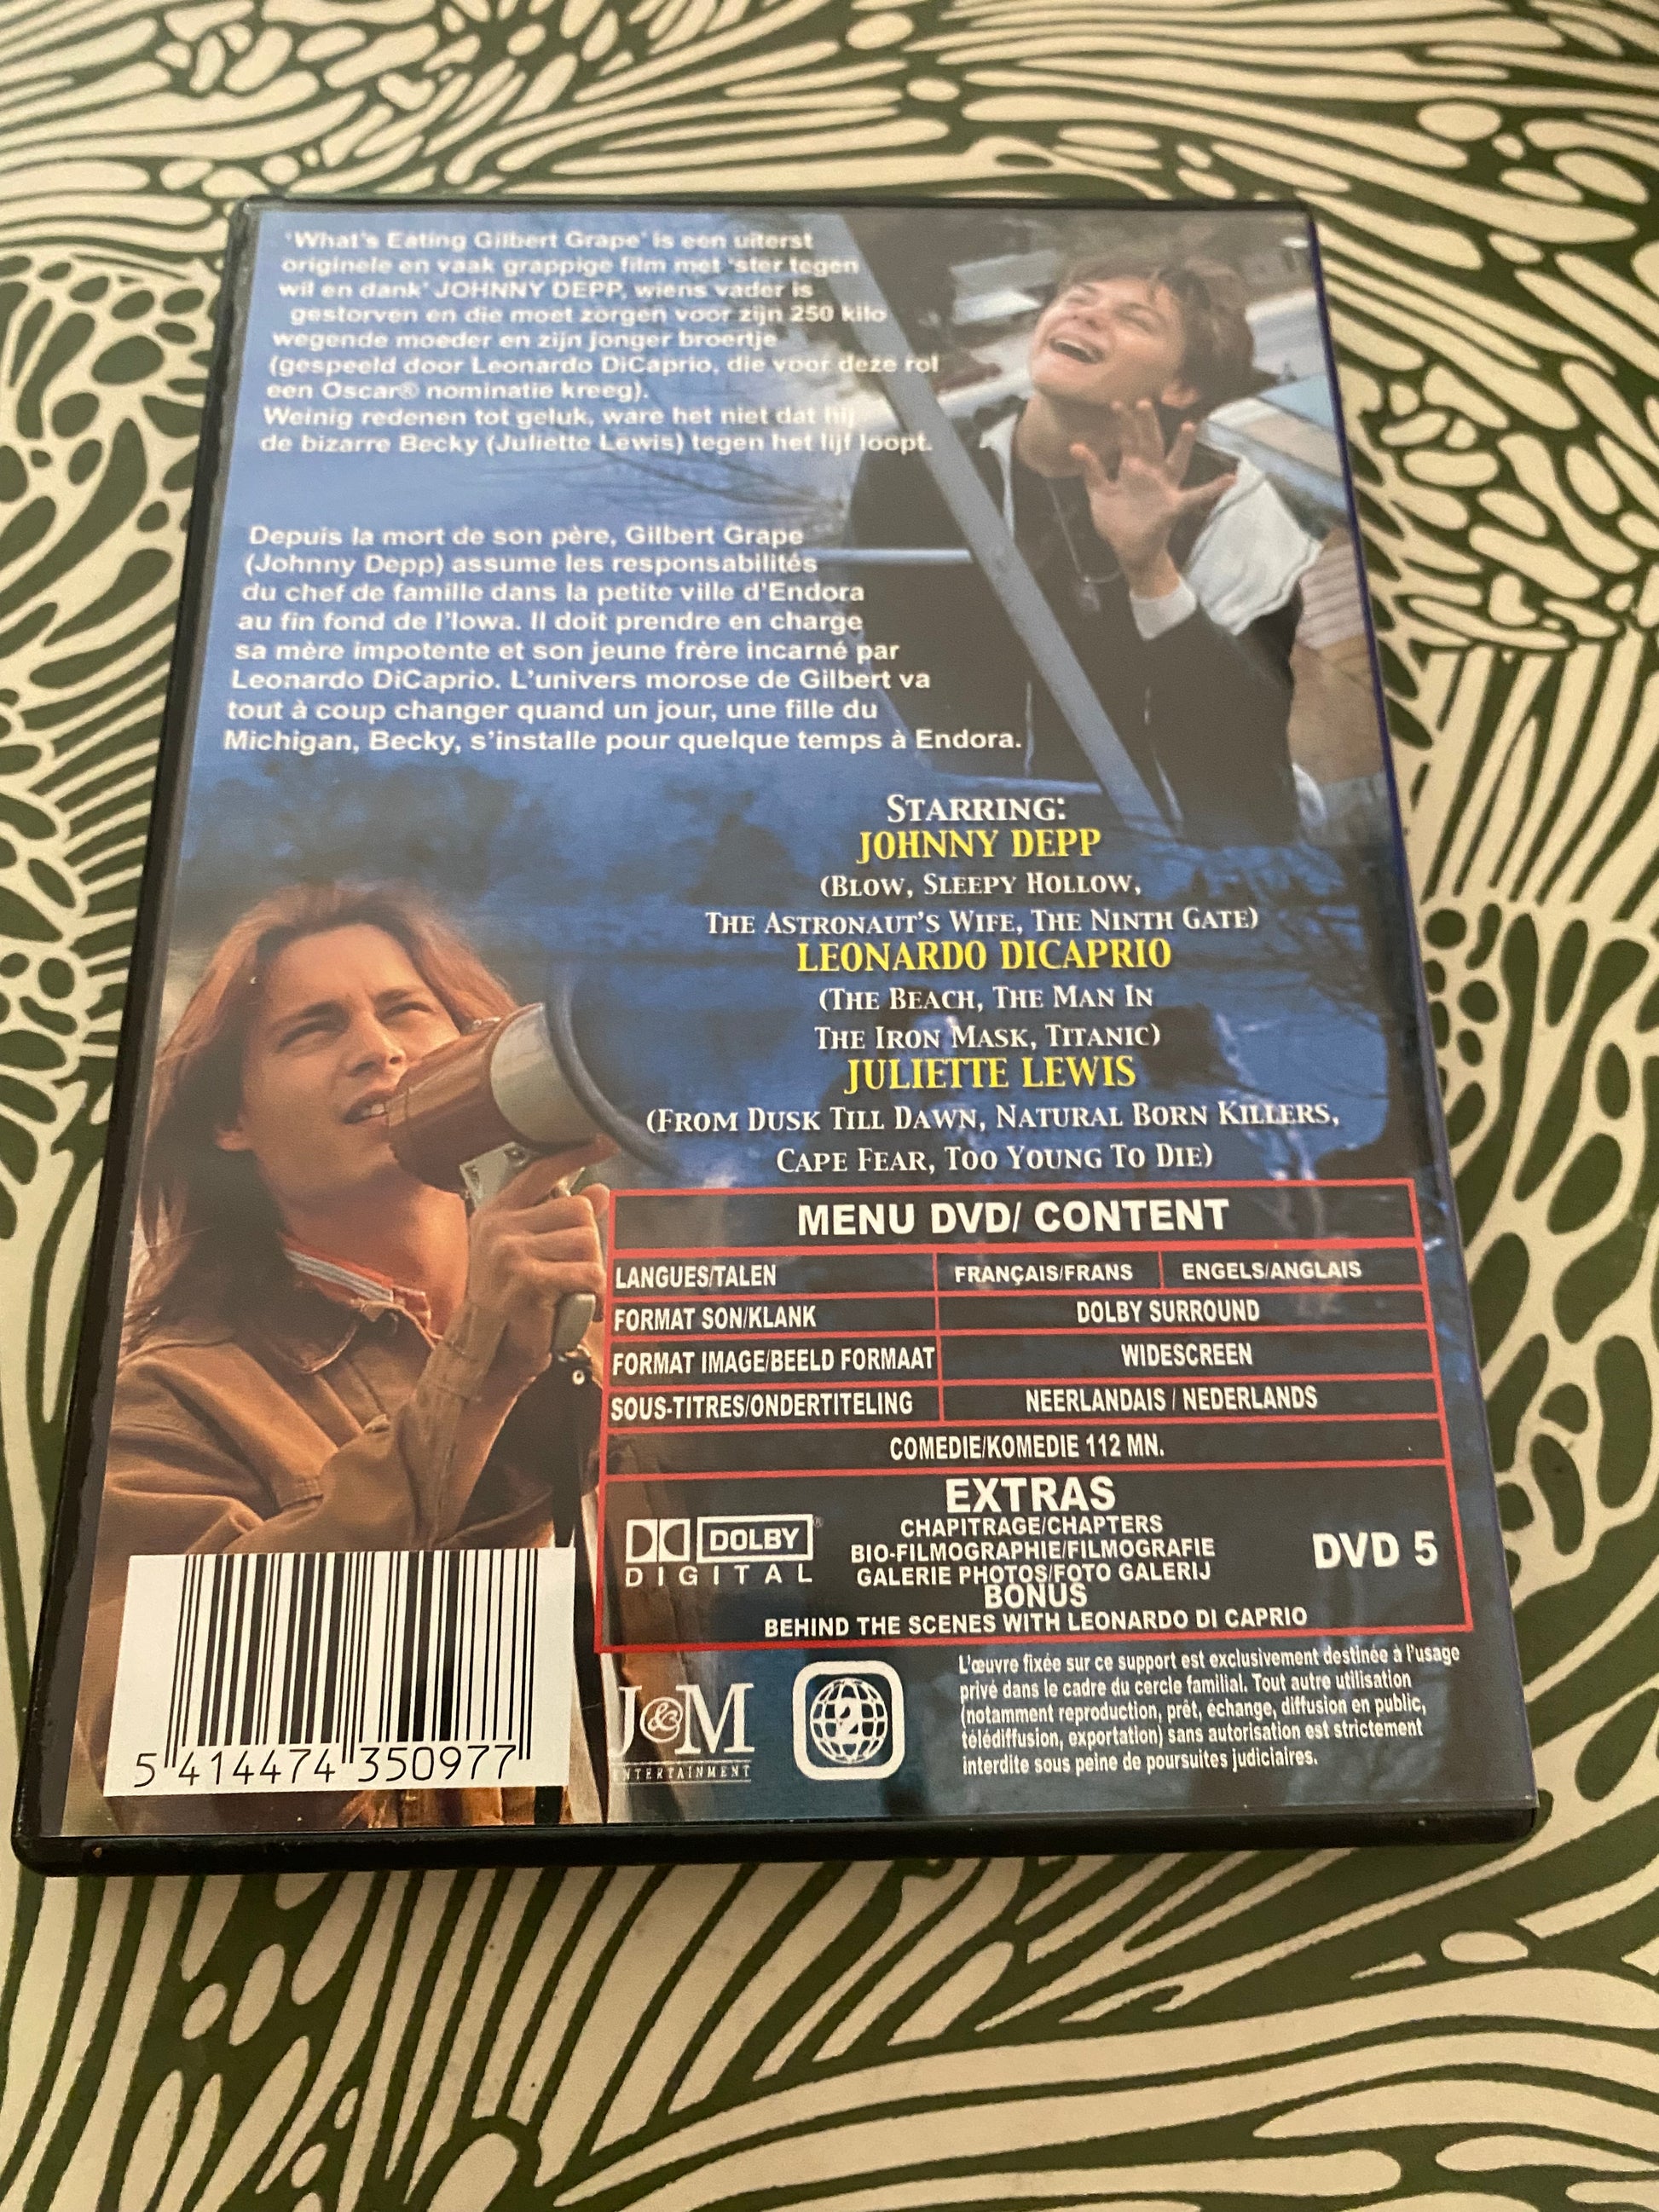 'What's Eating Gilbert Grape' is een uiterst
originele en vaak grappige film met 'ster tegen
wil en dank' JOHNNY DEPP, wiens vader is
gestorven en die moet zorgen voor zijn 250 kilo
wegende moeder en zijn jonger broertje
(gespeeld door Leonardo DiCaprio, die voor deze rol
een Oscar® nominatie kreeg).
Weinig redenen tot geluk, ware het niet dat hij
de bizarre Becky (Juliette Lewis) tegen het lijf loopt.
Depuis la mort de son père, Gilbert Grape
(Johnny Depp) assume les responsabilités
du chef de famille dans la petite ville d'Endora
au fin fond de l'Iowa. Il doit prendre en charge
sa mère impotente et son jeune frère incarné par
Leonardo DiCaprio. L'univers morose de Gilbert va
tout à coup changer quand un jour, une fille du
Michigan, Becky, s'installe pour quelque temps à Endora.
STARRING:
JOHNNY DEPP
(BLOW, SLEEPY HOLLOW,
THE ASTRONAUT'S WIFE, THE NINTH GATE)
LEONARDO DICAPRIO
(THE BEACH, THE MAN IN
THE IRON MASK, TITANIC)
JULIETTE LEWIS
(FROM DUSK TILL DAWN, NATURAL BORN KILLERS,
CAPE FEAR, TOO YOUNG TO DIE)
MENU DVD/ CONTENT
LANGUES/TALEN FRANÇAIS/FRANS ENGELS/ANGLAIS
FORMAT SON/KLANK DOLBY SURROUND
FORMAT IMAGE/BEELD FORMAAT WIDESCREEN
SOUS-TITRES/ONDERTITELING NEERLANDAIS / NEDERLANDS
COMEDIE/KOMEDIE 112 MN.
EXTRAS
CHAPITRAGE/CHAPTERS
BIO-FILMOGRAPHIE/FILMOGRAFIE
GALERIE PHOTOS/FOTO GALERIJ
BONUS
BEHIND THE SCENES WITH LEONARDO DI CAPRIO
DOLBY®
DIGITAL
DVD 5
5 414474 350977
J&M
ENTERTAINMENT
2
L'œuvre fixée sur ce support est exclusivement destinée à l'usage
privé dans le cadre du cercle familial. Tout autre utilisation
(notamment reproduction, prêt, échange, diffusion en public,
télédiffusion, exportation) sans autorisation est strictement
interdite sous peine de poursuites judiciaires.